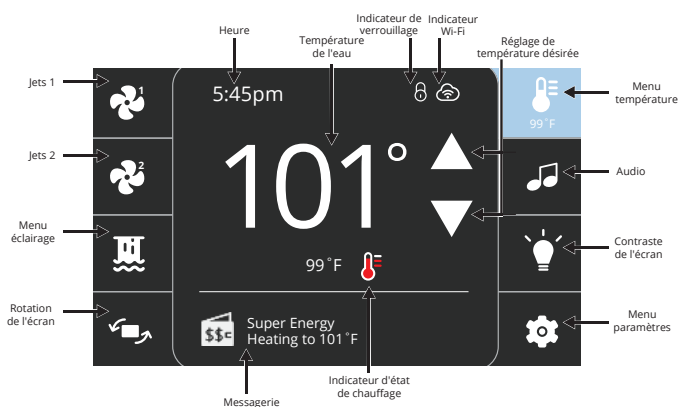 Heure
Température
de l'eau
Indicateur de
verrouillage
Indicateur
Wi-Fi
Réglage de
température désirée
Jets 1
Jets 2
Menu
éclairage
Rotation
de l'écran
1
2
5:45pm
101°
99˚F
Super Energy
Heating to 101˚F
$$
99˚F
Menu
température
Audio
Contraste
de l'écran
Menu
paramètres
Messagerie
Indicateur d'état
de chauffage